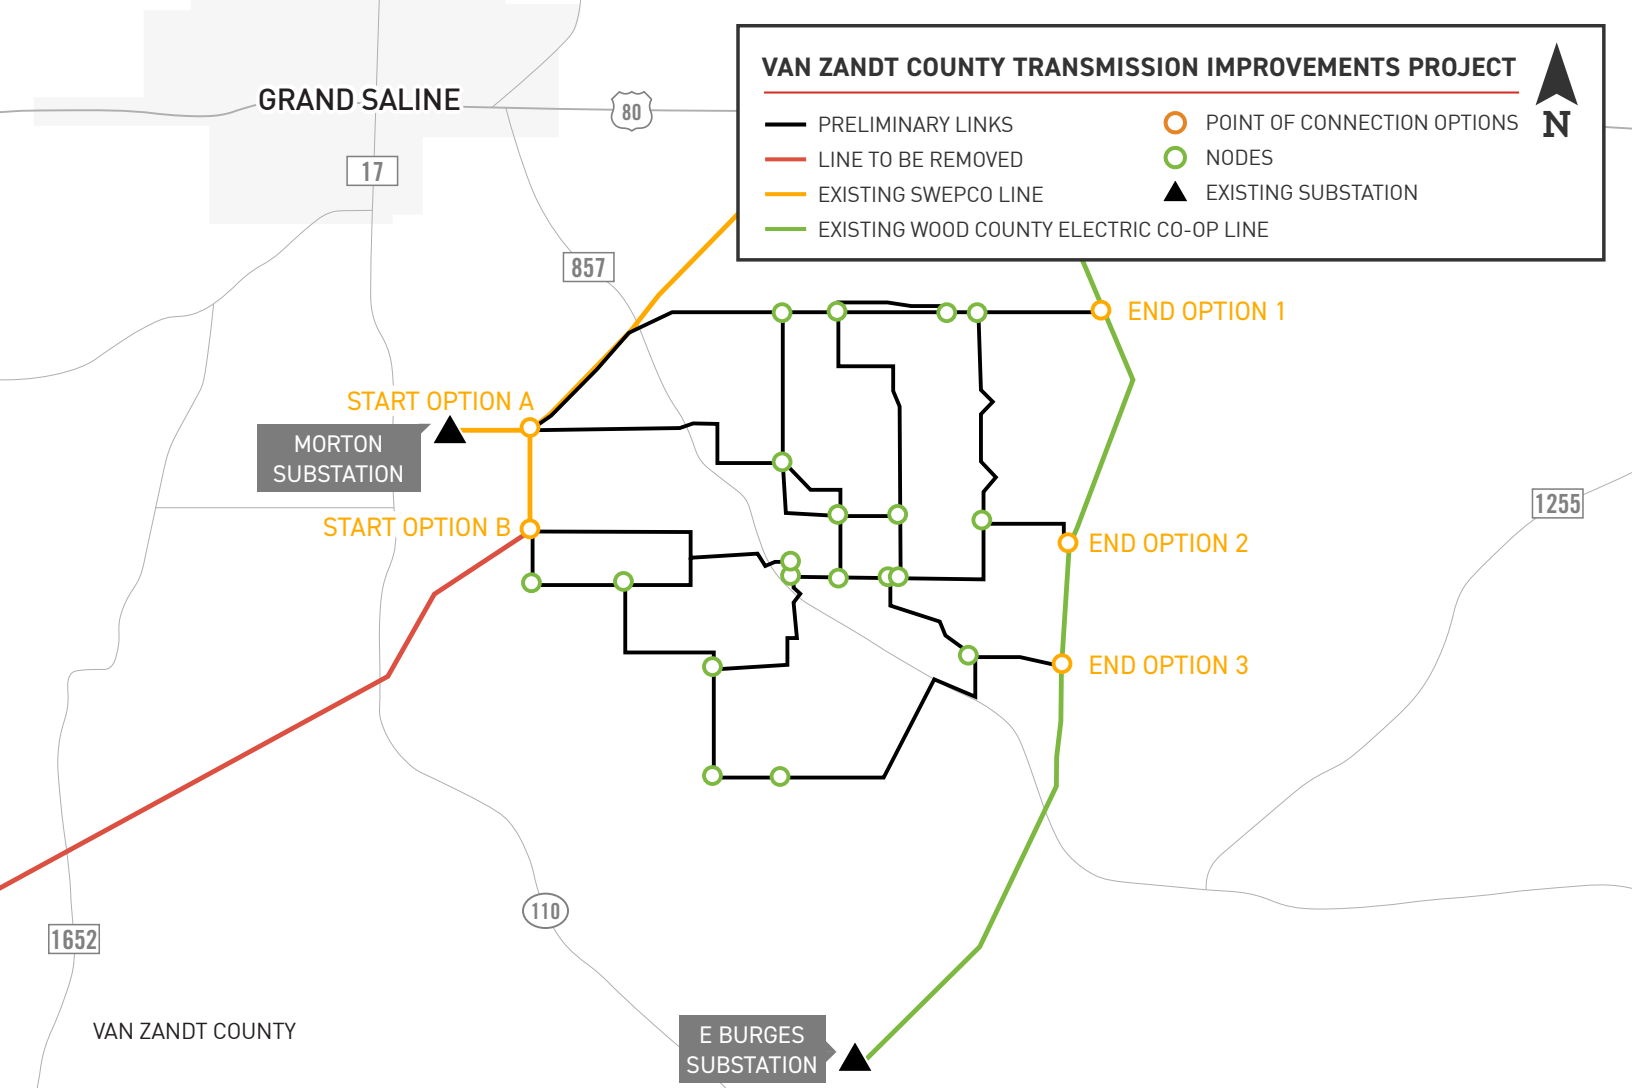 VAN ZANDT COUNTY TRANSMISSION IMPROVEMENTS PROJECT
PRELIMINARY LINKS
LINE TO BE REMOVED
EXISTING SWEPCO LINE
EXISTING WOOD COUNTY ELECTRIC CO-OP LINE
POINT OF CONNECTION OPTIONS
NODES
EXISTING SUBSTATION
N
GRAND SALINE
80
17
857
END OPTION 1
START OPTION A
MORTON
SUBSTATION
START OPTION B
1255
END OPTION 2
END OPTION 3
110
1652
VAN ZANDT COUNTY
E BURGES
SUBSTATION